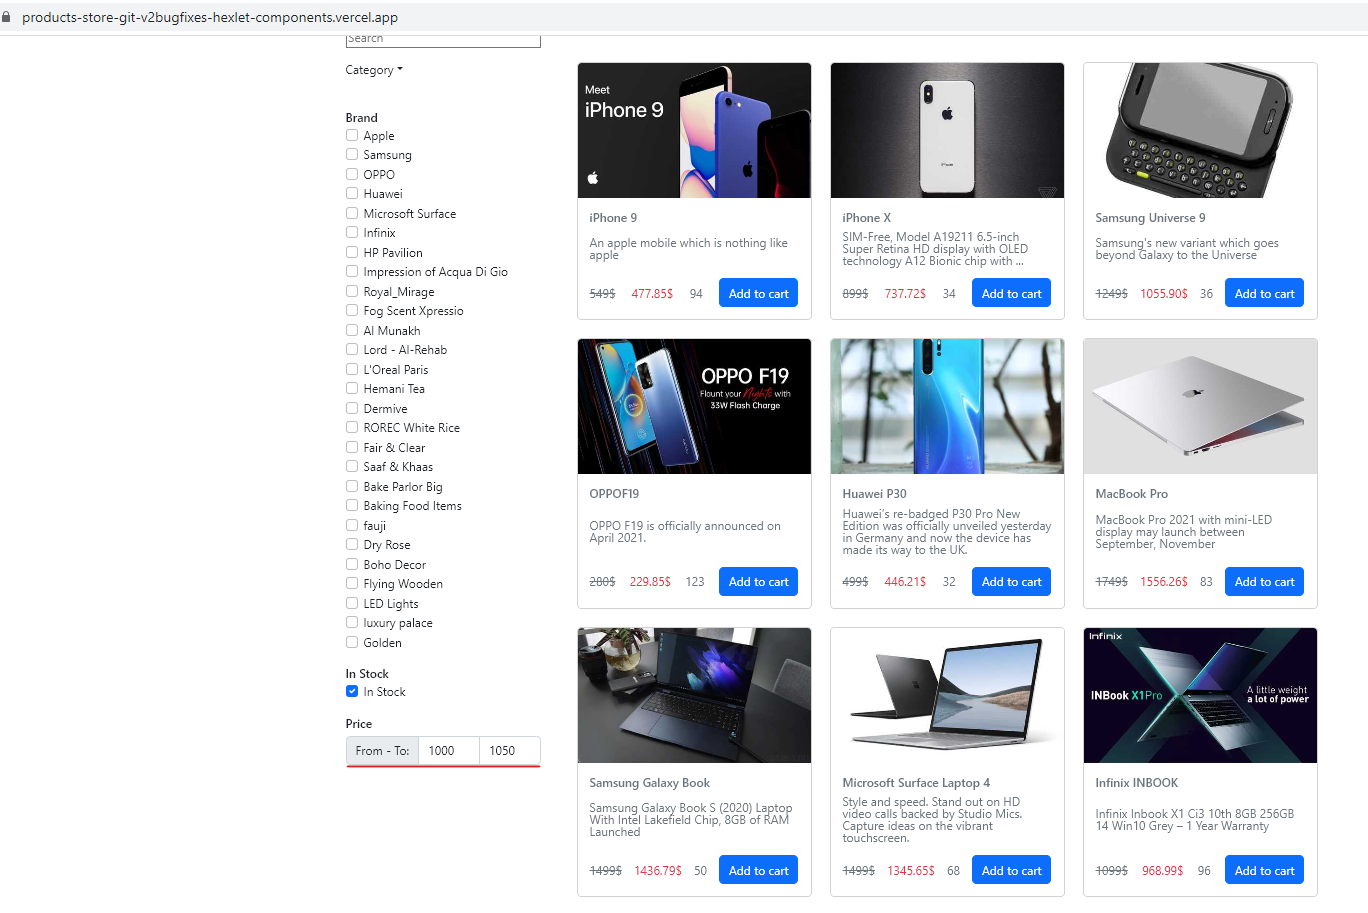 products-store-git-v2bugfixes-hexlet-components.vercel.app
Search
Category
Brand
Apple
Samsung
OPPO
Huawei
Microsoft Surface
Infinix
HP Pavilion
Impression of Acqua Di Gio
Royal_Mirage
Fog Scent Xpressio
Al Munakh
Lord - Al-Rehab
L'Oreal Paris
Hemani Tea
Dermive
ROREC White Rice
Fair & Clear
Saaf & Khaas
Bake Parlor Big
Baking Food Items
fauji
Dry Rose
Boho Decor
Flying Wooden
LED Lights
luxury palace
Golden
In Stock
In Stock
Price
From - To: 1000 1050
Meet
iPhone 9
iPhone 9
An apple mobile which is nothing like
apple
549$ 477.85$ 94 Add to cart
iPhone
iPhone X
SIM-Free, Model A19211 6.5-inch
Super Retina HD display with OLED
technology A12 Bionic chip with ...
899$ 737.72$ 34 Add to cart
Samsung Universe 9
Samsung's new variant which goes
beyond Galaxy to the Universe
1249$ 1055.90$ 36 Add to cart
OPPO F19
Flaunt your Nights with
33W Flash Charge
OPPOF19
OPPO F19 is officially announced on
April 2021.
280$ 229.85$ 123 Add to cart
Huawei P30
Huawei’s re-badged P30 Pro New
Edition was officially unveiled yesterday
in Germany and now the device has
made its way to the UK.
499$ 446.21$ 32 Add to cart
MacBook Pro
MacBook Pro 2021 with mini-LED
display may launch between
September, November
1749$ 1556.26$ 83 Add to cart
Samsung Galaxy Book
Samsung Galaxy Book S (2020) Laptop
With Intel Lakefield Chip, 8GB of RAM
Launched
1499$ 1436.79$ 50 Add to cart
Microsoft Surface Laptop 4
Style and speed. Stand out on HD
video calls backed by Studio Mics.
Capture ideas on the vibrant
touchscreen.
1499$ 1345.65$ 68 Add to cart
Infinix
INBook X1Pro
A little weight
a lot of power
Infinix INBOOK
Infinix Inbook X1 Ci3 10th 8GB 256GB
14 Win10 Grey – 1 Year Warranty
1099$ 968.99$ 96 Add to cart